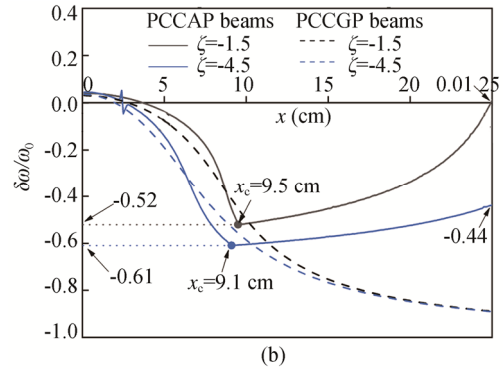 PCCAP beams PCCGP beams
ζ=-1.5 ζ=-1.5
ζ=-4.5 ζ=-4.5
0.4
0.2
0.0
-0.2
-0.4
-0.6
-0.8
-1.0
δω/ω₀
0 5 10 15 20 25
x (cm)
0.01
x_c=9.5 cm
-0.52
-0.61
x_c=9.1 cm
-0.44
(b)